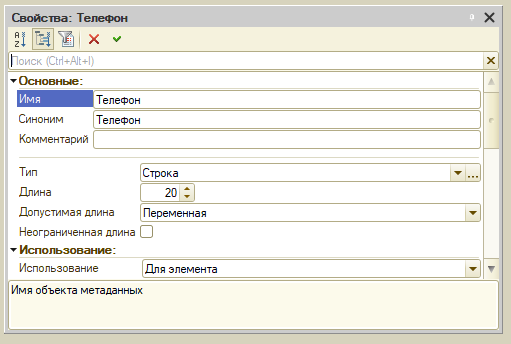 Свойства: Телефон
Поиск (Ctrl+Alt+I)
Основные:
Имя Телефон
Синоним Телефон
Комментарий
Тип Строка ...
Длина 20
Допустимая длина Переменная
Неограниченная длина
Использование:
Использование Для элемента
Имя объекта метаданных